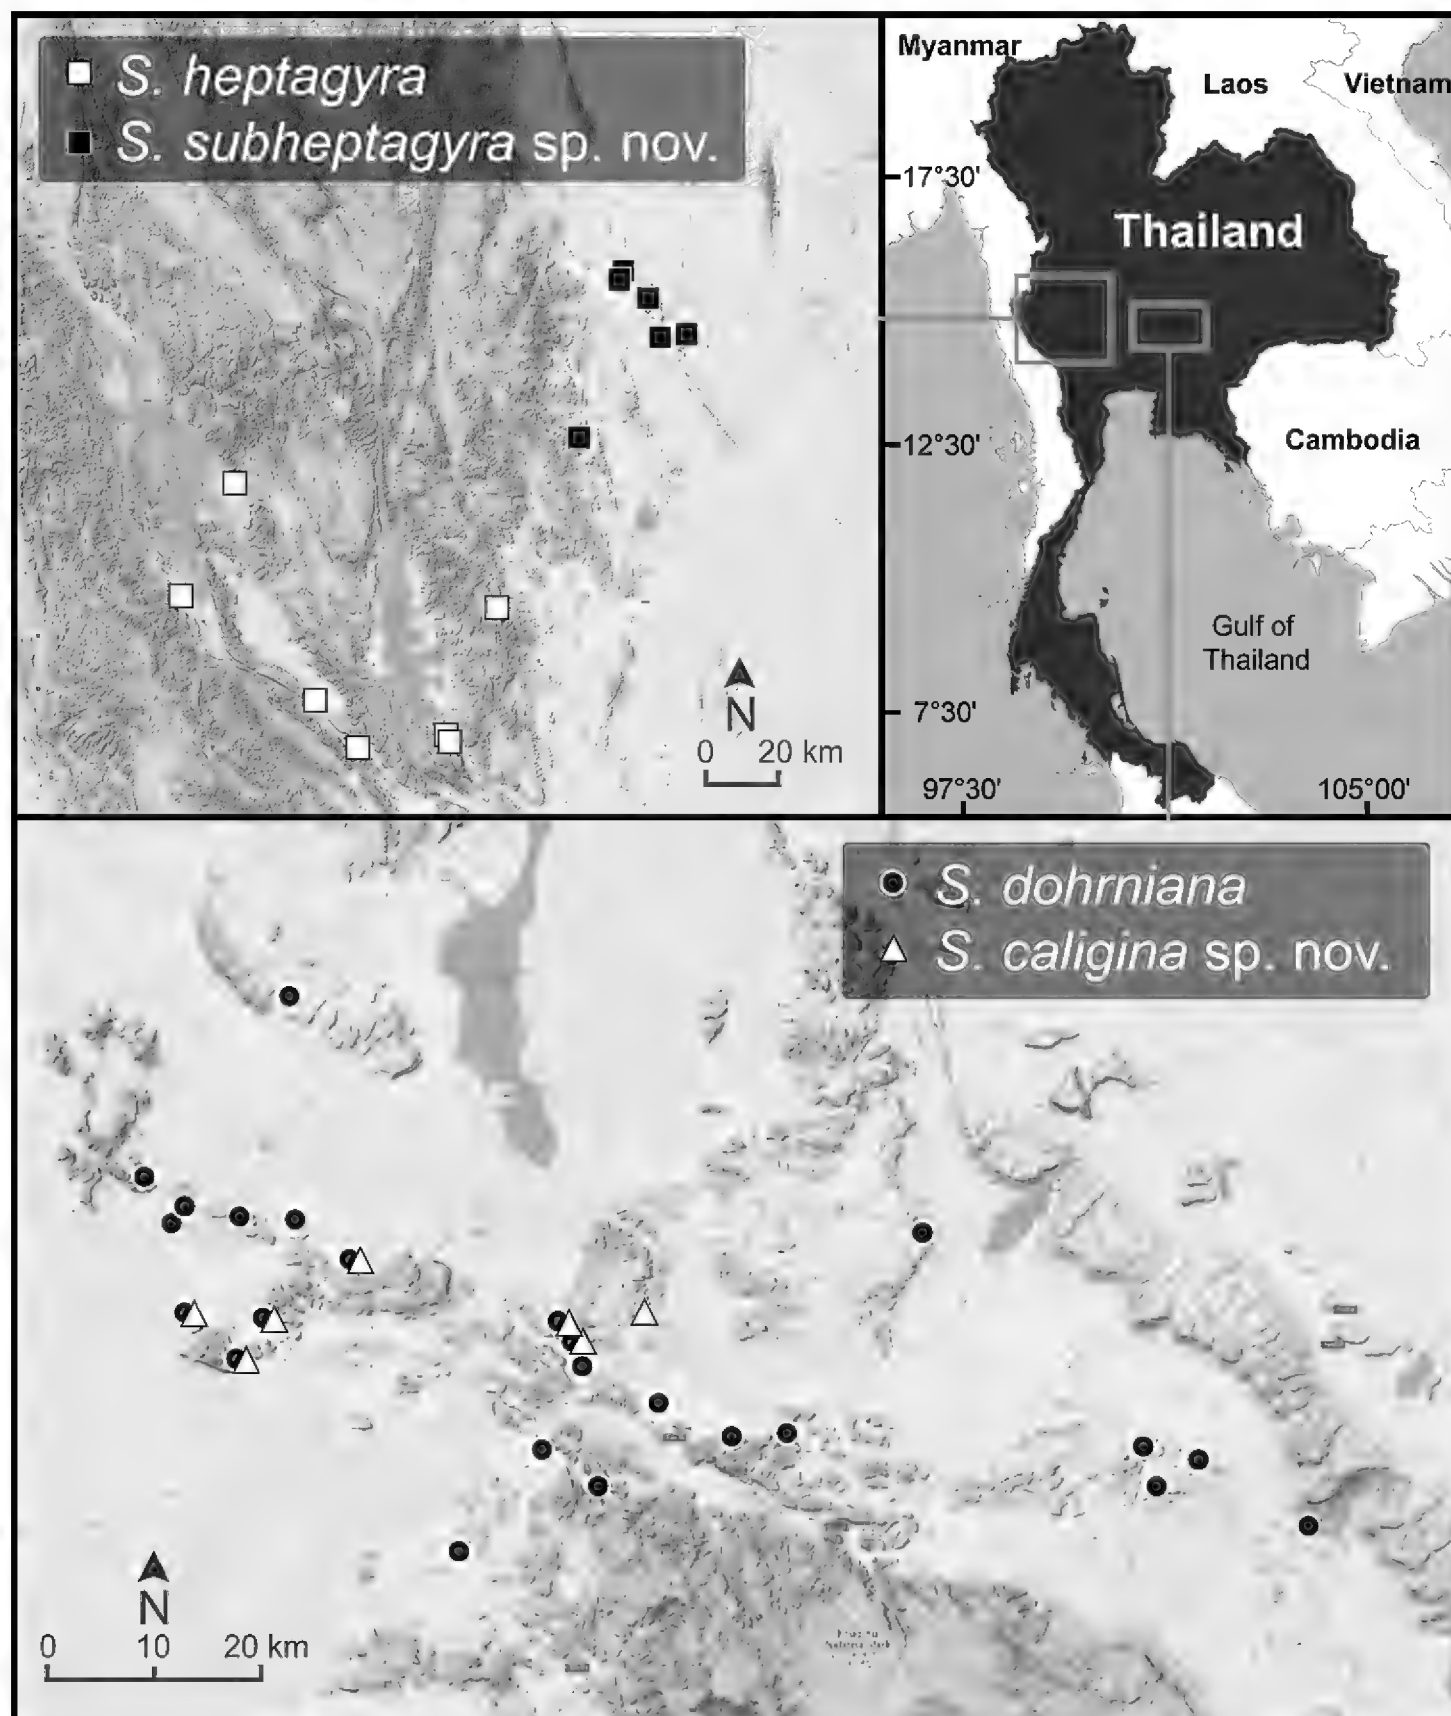 S. heptagyra
S. subheptagyra sp. nov.
N
0 20 km
Myanmar
Laos
Vietnam
17°30'
Thailand
12°30'
Cambodia
Gulf of
Thailand
7°30'
97°30'
105°00'
S. dohrniana
S. caligina sp. nov.
N
0 10 20 km